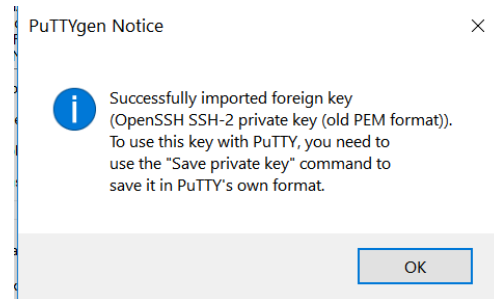 PuTTYgen Notice
Successfully imported foreign key
(OpenSSH SSH-2 private key (old PEM format)).
To use this key with PuTTY, you need to
use the "Save private key" command to
save it in PuTTY's own format.
OK